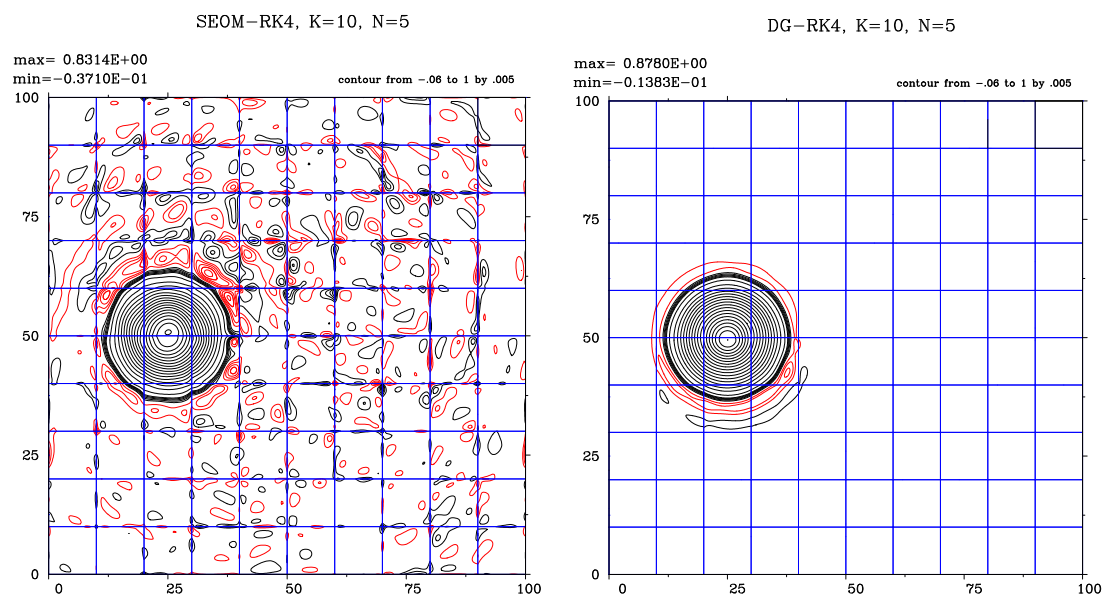 SEOM-RK4, K=10, N=5
max= 0.8314E+00
min=-0.3710E-01
contour from -.06 to 1 by .005
100
75
50
25
0
0 25 50 75 100
DG-RK4, K=10, N=5
max= 0.8780E+00
min=-0.1383E-01
contour from -.06 to 1 by .005
100
75
50
25
0
0 25 50 75 100